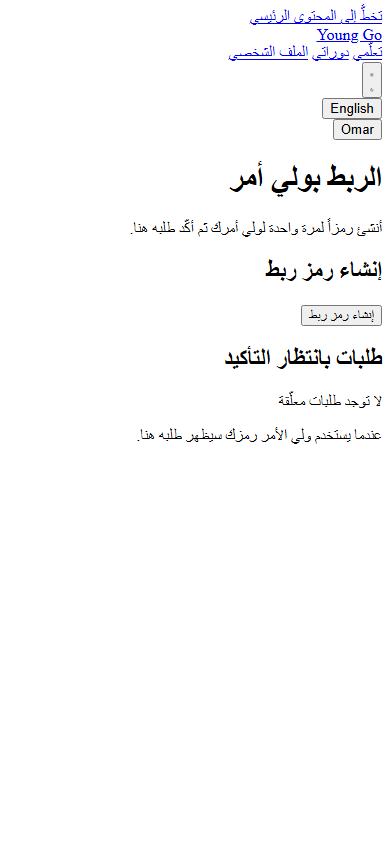 تخطَّ إلى المحتوى الرئيسي
Young Go
تعلّمي دوراتي الملف الشخصي
English
Omar
الربط بولي أمر
أنشئ رمزاً لمرة واحدة لولي أمرك ثم أكّد طلبه هنا.
إنشاء رمز ربط
إنشاء رمز ربط
طلبات بانتظار التأكيد
لا توجد طلبات معلّقة
عندما يستخدم ولي الأمر رمزك سيظهر طلبه هنا.